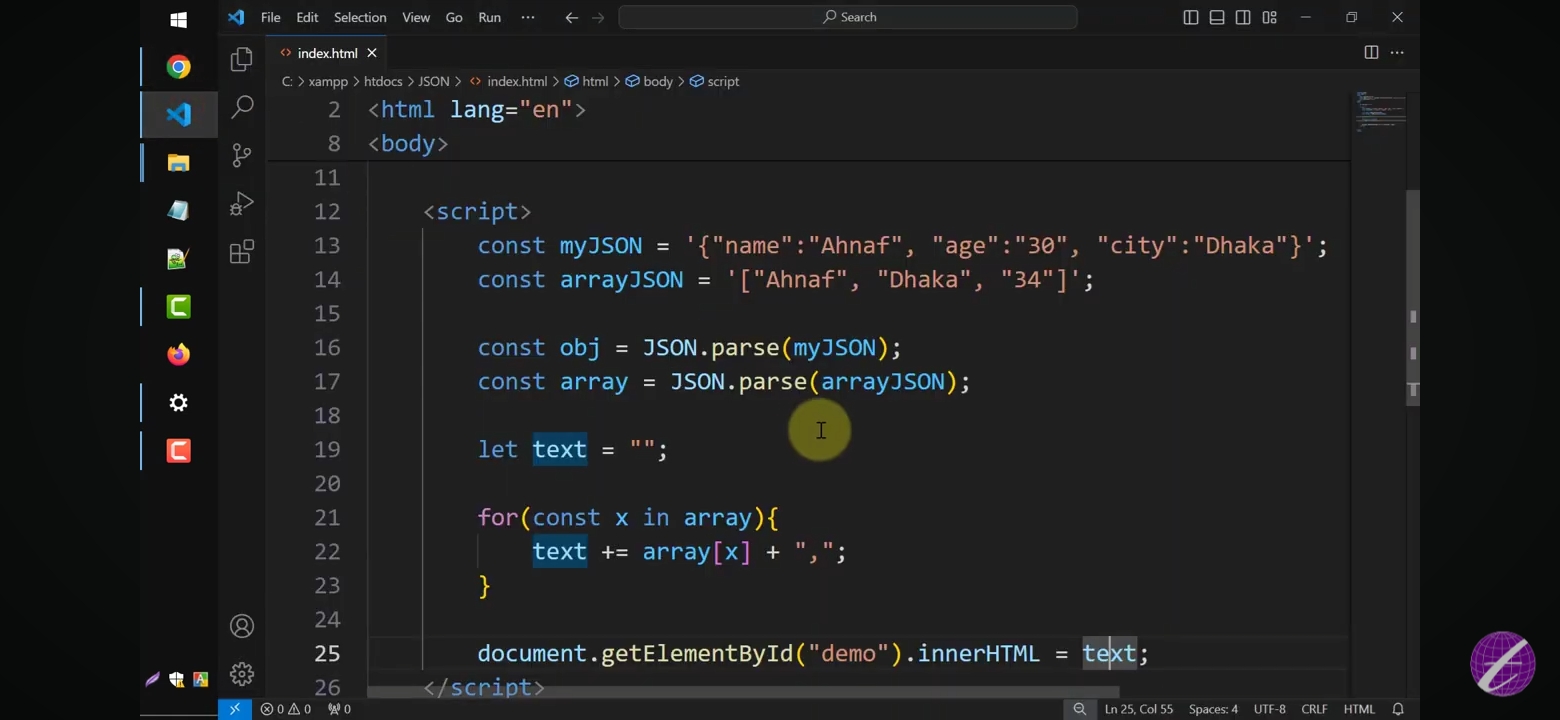 File Edit Selection View Go Run ··· Search
index.html
C: > xampp > htdocs > JSON > index.html > html > body > script
2 <html lang="en">
8 <body>
11
12 <script>
13 const myJSON = '{"name":"Ahnaf", "age":"30", "city":"Dhaka"}';
14 const arrayJSON = '["Ahnaf", "Dhaka", "34"]';
15
16 const obj = JSON.parse(myJSON);
17 const array = JSON.parse(arrayJSON);
18
19 let text = "";
20
21 for(const x in array){
22 text += array[x] + ",";
23 }
24
25 document.getElementById("demo").innerHTML = text;
26 </script>
0 0 0 Ln 25, Col 55 Spaces: 4 UTF-8 CRLF HTML